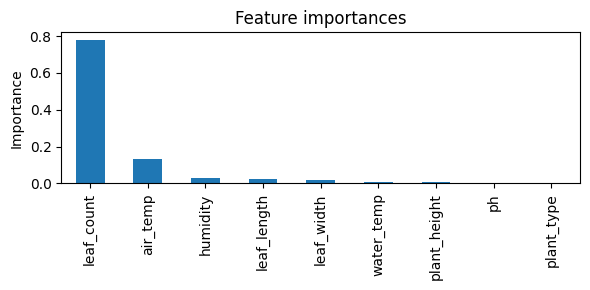 Feature importances
Importance
0.8
0.6
0.4
0.2
0.0
leaf_count
air_temp
humidity
leaf_length
leaf_width
water_temp
plant_height
ph
plant_type